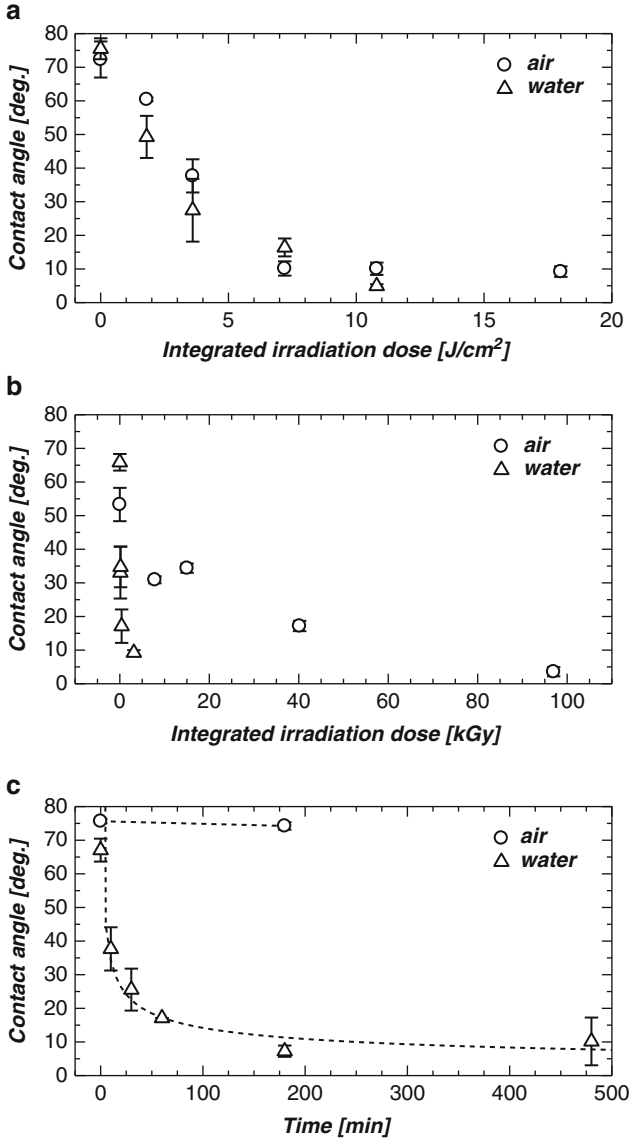 a
80
70
60
50
40
30
20
10
0
Contact angle [deg.]
air
water
0 5 10 15 20
Integrated irradiation dose [J/cm²]
b
80
70
60
50
40
30
20
10
0
Contact angle [deg.]
air
water
0 20 40 60 80 100
Integrated irradiation dose [kGy]
c
80
70
60
50
40
30
20
10
0
Contact angle [deg.]
air
water
0 100 200 300 400 500
Time [min]